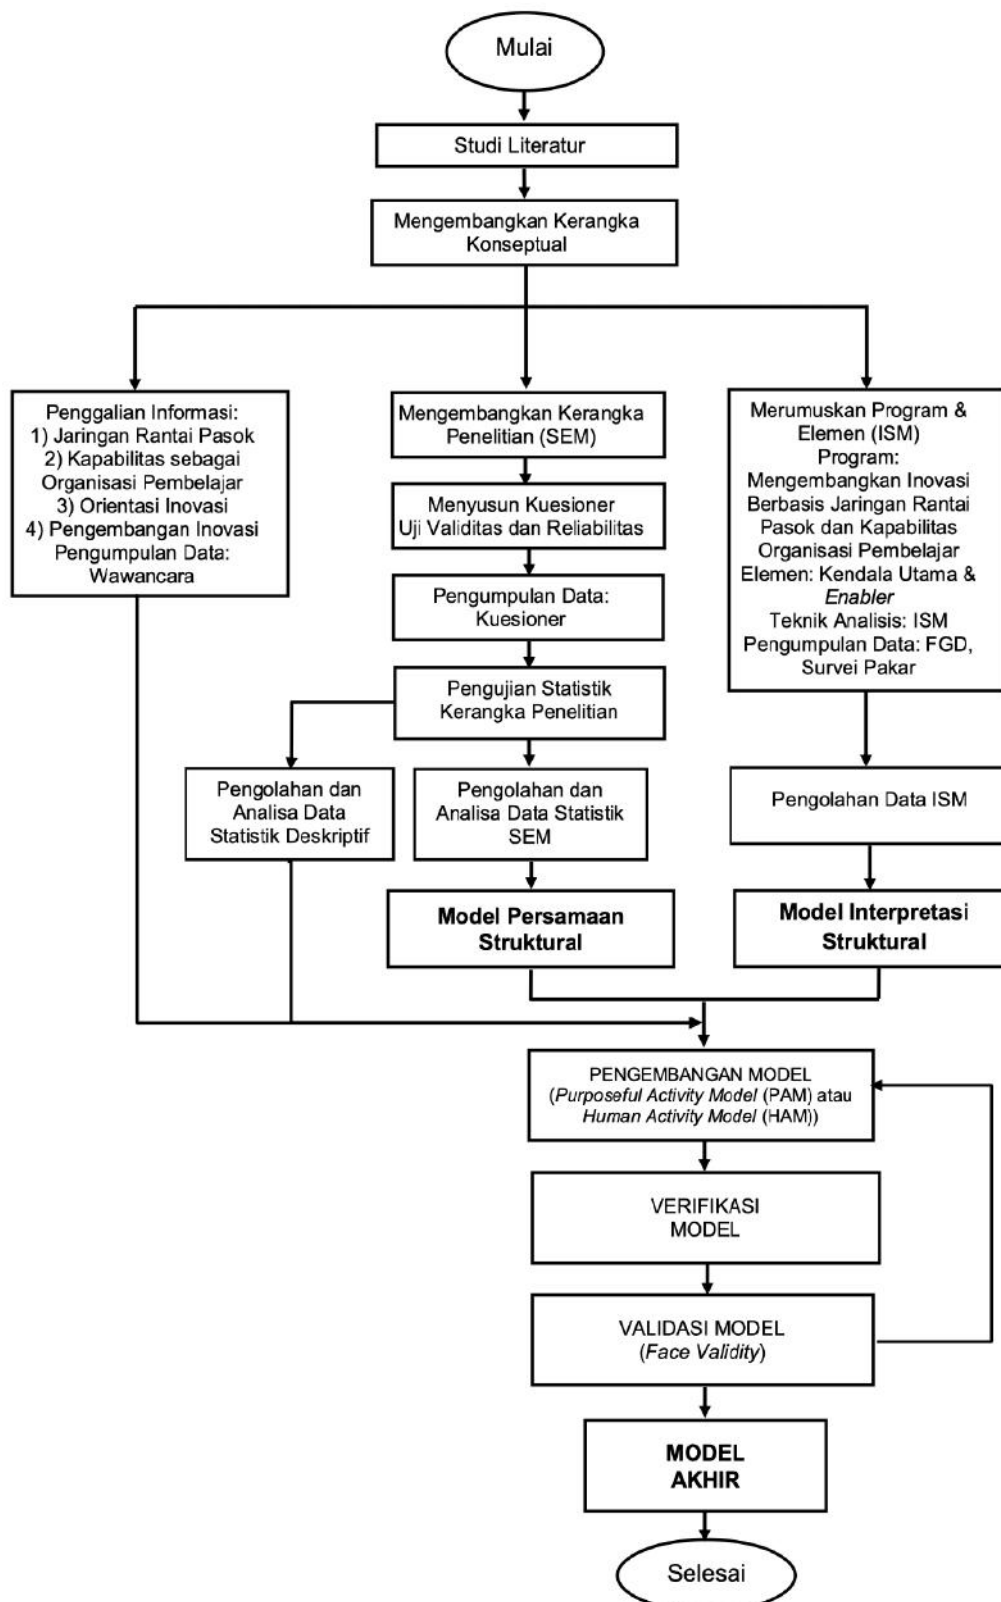 Mulai
Studi Literatur
Mengembangkan Kerangka
Konseptual
Penggalian Informasi:
1) Jaringan Rantai Pasok
2) Kapabilitas sebagai
Organisasi Pembelajar
3) Orientasi Inovasi
4) Pengembangan Inovasi
Pengumpulan Data:
Wawancara
Mengembangkan Kerangka
Penelitian (SEM)
Menyusun Kuesioner
Uji Validitas dan Reliabilitas
Pengumpulan Data:
Kuesioner
Pengujian Statistik
Kerangka Penelitian
Pengolahan dan
Analisa Data
Statistik Deskriptif
Pengolahan dan
Analisa Data Statistik
SEM
Model Persamaan
Struktural
Merumuskan Program &
Elemen (ISM)
Program:
Mengembangkan Inovasi
Berbasis Jaringan Rantai
Pasok dan Kapabilitas
Organisasi Pembelajar
Elemen: Kendala Utama &
Enabler
Teknik Analisis: ISM
Pengumpulan Data: FGD,
Survei Pakar
Pengolahan Data ISM
Model Interpretasi
Struktural
PENGEMBANGAN MODEL
(Purposeful Activity Model (PAM) atau
Human Activity Model (HAM))
VERIFIKASI
MODEL
VALIDASI MODEL
(Face Validity)
MODEL
AKHIR
Selesai